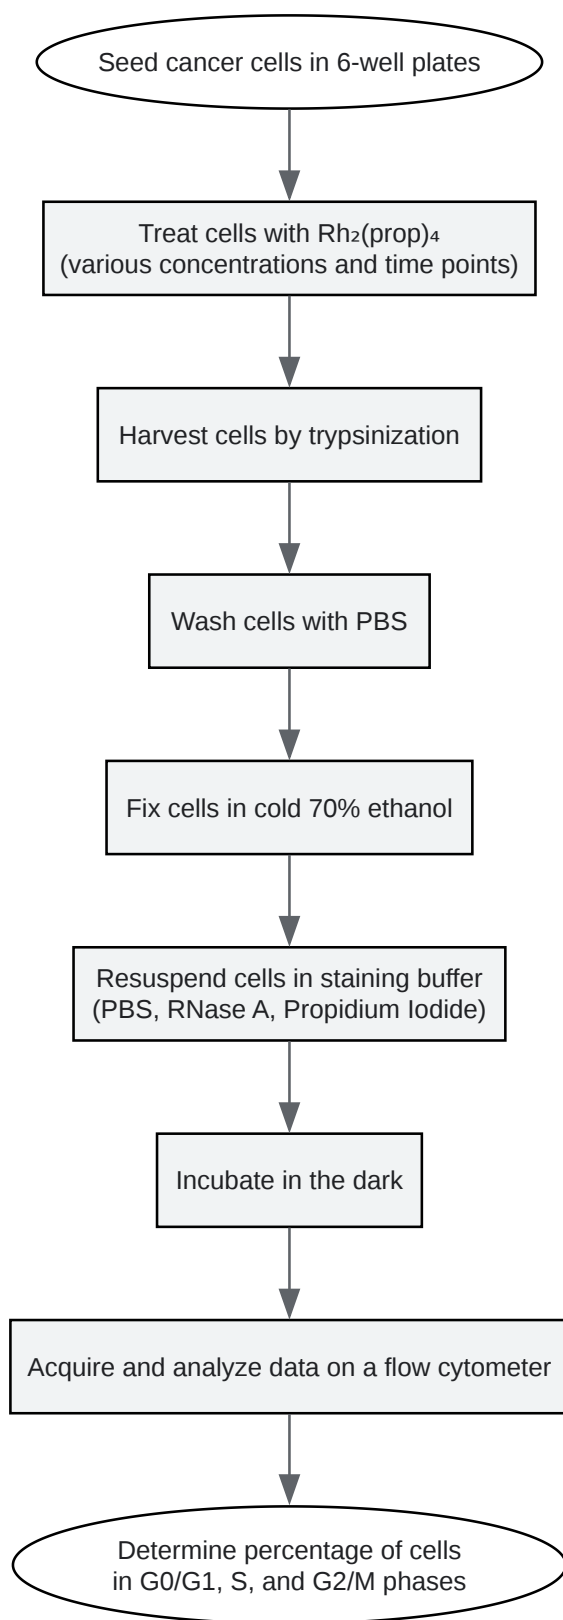 Seed cancer cells in 6-well plates
Treat cells with Rh₂(prop)₄
(various concentrations and time points)
Harvest cells by trypsinization
Wash cells with PBS
Fix cells in cold 70% ethanol
Resuspend cells in staining buffer
(PBS, RNase A, Propidium Iodide)
Incubate in the dark
Acquire and analyze data on a flow cytometer
Determine percentage of cells
in G0/G1, S, and G2/M phases